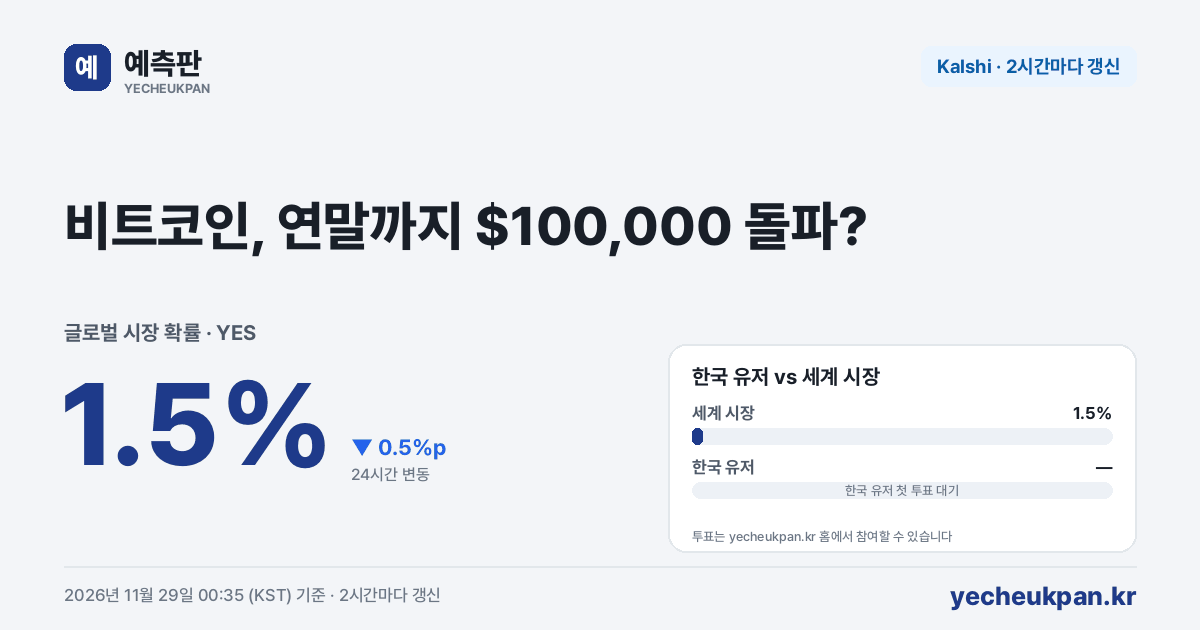 예 예측판
YECHEUKPAN
Kalshi · 2시간마다 갱신
비트코인, 연말까지 $100,000 돌파?
글로벌 시장 확률 · YES
1.5%
▼ 0.5%p
24시간 변동
한국 유저 vs 세계 시장
세계 시장 1.5%
한국 유저 —
한국 유저 첫 투표 대기
투표는 yecheukpan.kr 홈에서 참여할 수 있습니다
2026년 11월 29일 00:35 (KST) 기준 · 2시간마다 갱신
yecheukpan.kr